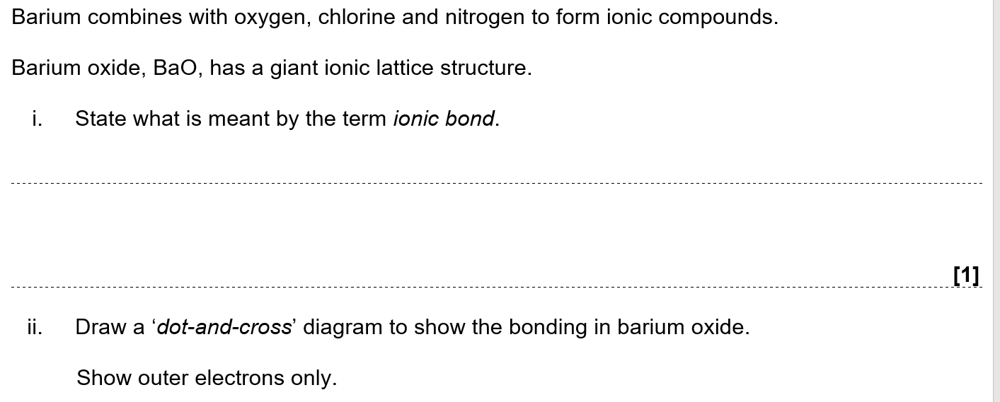 Barium combines with oxygen, chlorine and nitrogen to form ionic compounds.
Barium oxide, BaO, has a giant ionic lattice structure.
i. State what is meant by the term ionic bond.
[1]
ii. Draw a ‘dot-and-cross’ diagram to show the bonding in barium oxide.
Show outer electrons only.